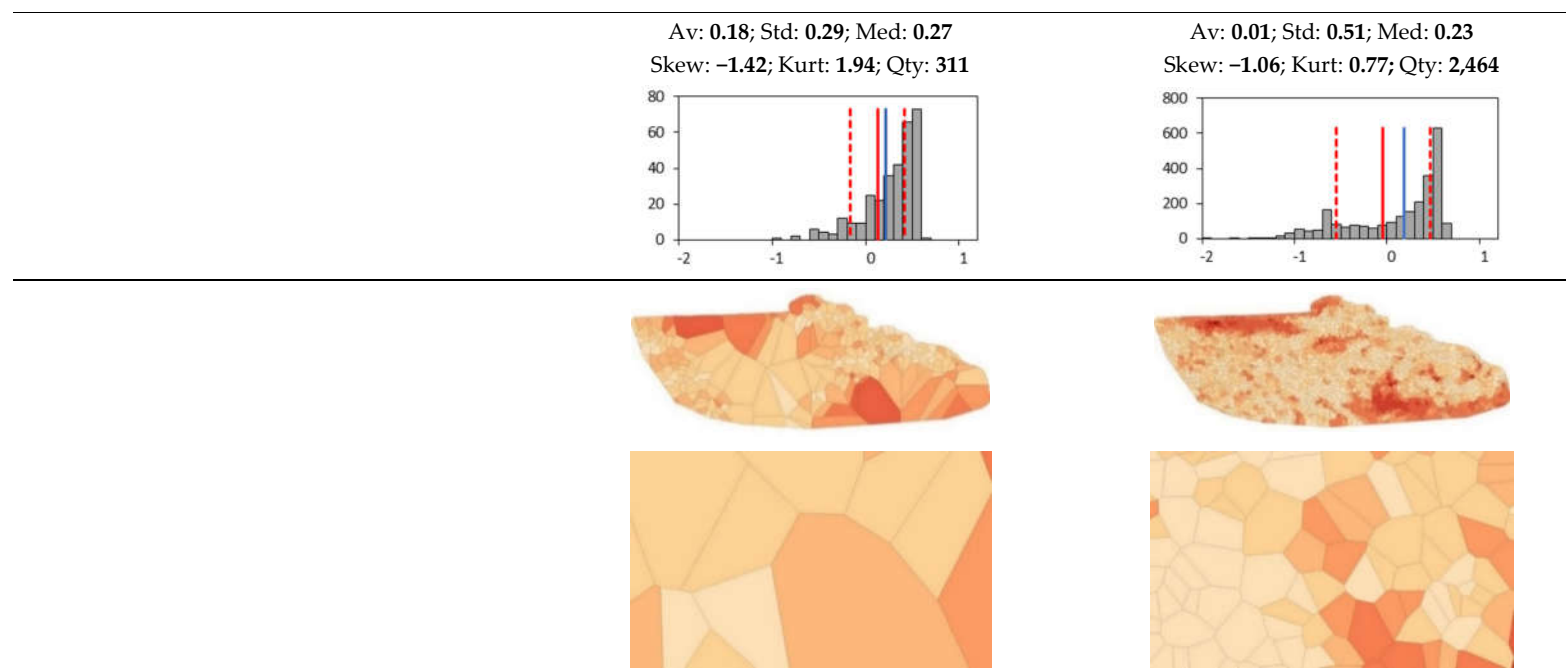 Av: 0.18; Std: 0.29; Med: 0.27
Skew: –1.42; Kurt: 1.94; Qty: 311
80
60
40
20
0
-2 -1 0 1
Av: 0.01; Std: 0.51; Med: 0.23
Skew: –1.06; Kurt: 0.77; Qty: 2,464
800
600
400
200
0
-2 -1 0 1